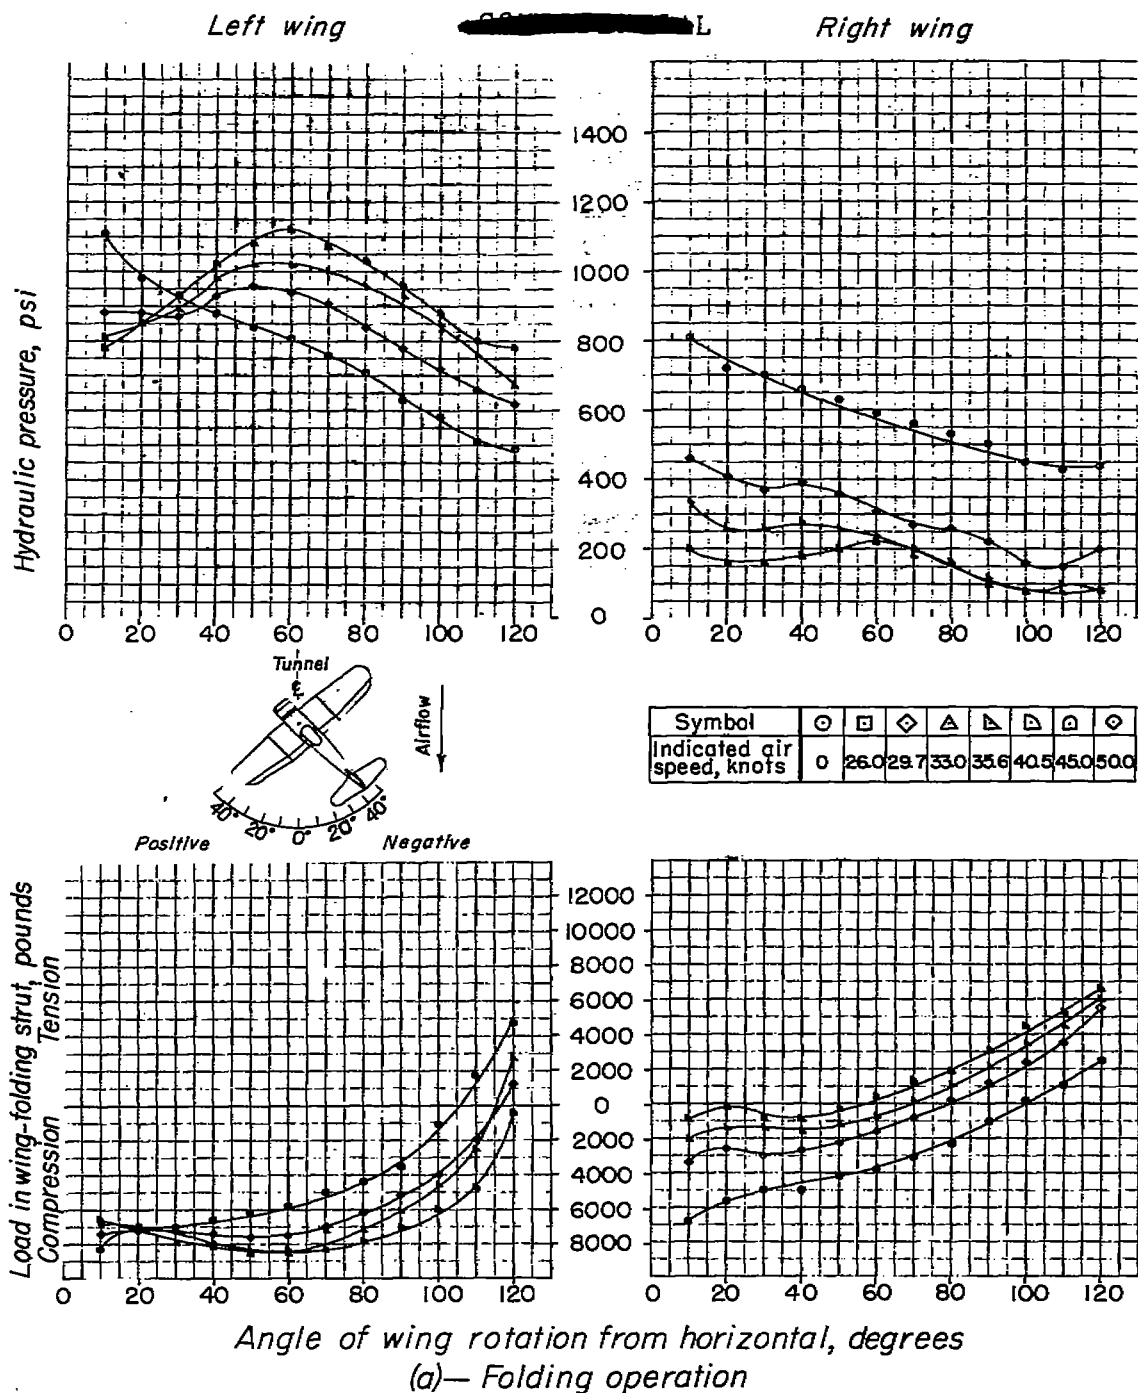 Left wing
Right wing
Hydraulic pressure, psi
1400
1200
1000
800
600
400
200
0
0 20 40 60 80 100 120
0 20 40 60 80 100 120
Tunnel
Airflow
40° 20° 0° 20° 40°
Positive
Negative
Symbol
Indicated air speed, knots 0 26.0 29.7 33.0 35.6 40.5 45.0 50.0
Load in wing-folding strut, pounds
Compression Tension
12000
10000
8000
6000
4000
2000
0
2000
4000
6000
8000
0 20 40 60 80 100 120
0 20 40 60 80 100 120
Angle of wing rotation from horizontal, degrees
(a)— Folding operation